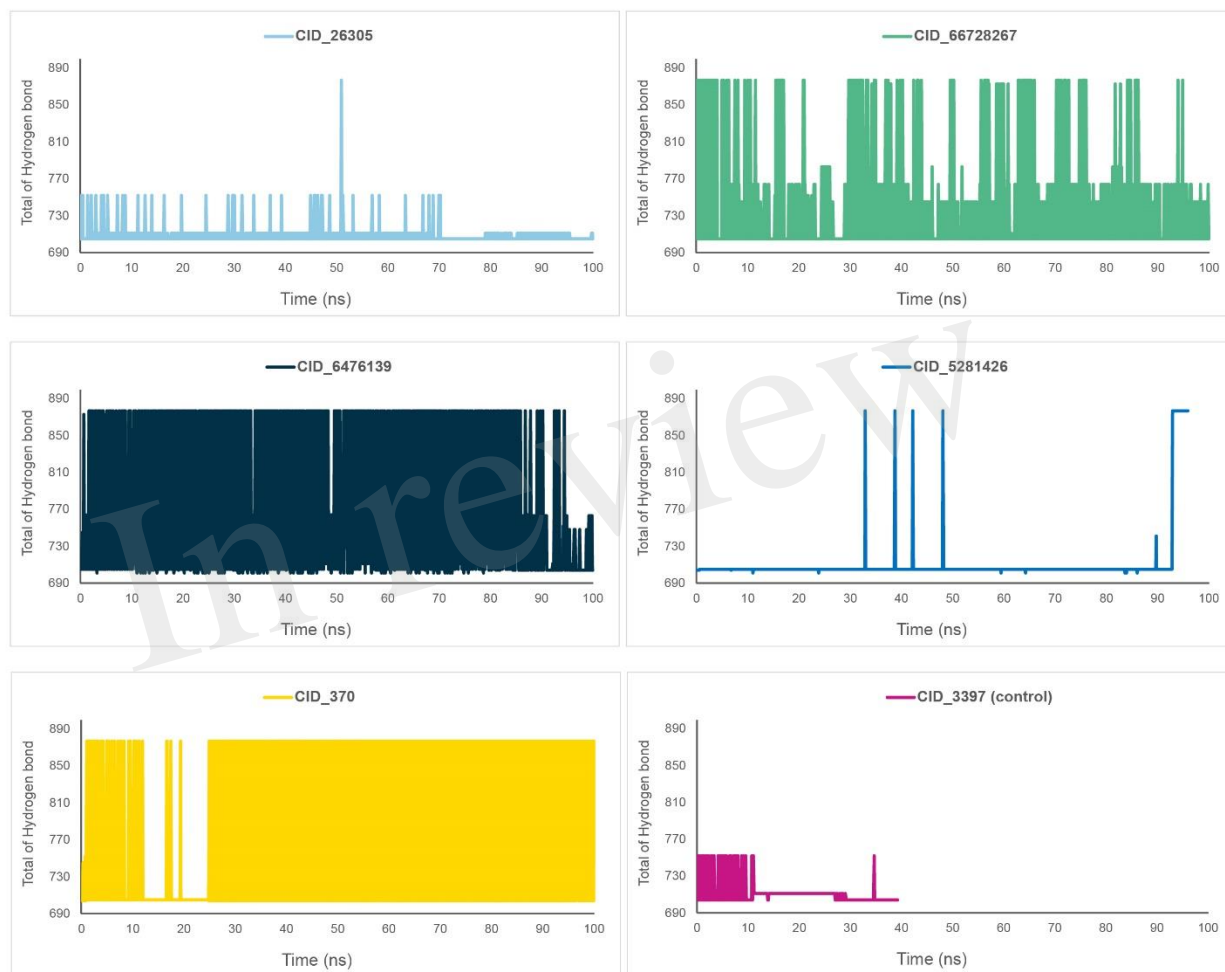 CID_26305
Total of Hydrogen bond
890
850
810
770
730
690
0 10 20 30 40 50 60 70 80 90 100
Time (ns)
CID_66728267
Total of Hydrogen bond
890
850
810
770
730
690
0 10 20 30 40 50 60 70 80 90 100
Time (ns)
CID_6476139
Total of Hydrogen bond
890
850
810
770
730
690
0 10 20 30 40 50 60 70 80 90 100
Time (ns)
CID_5281426
Total of Hydrogen bond
890
850
810
770
730
690
0 10 20 30 40 50 60 70 80 90 100
Time (ns)
CID_370
Total of Hydrogen bond
890
850
810
770
730
690
0 10 20 30 40 50 60 70 80 90 100
Time (ns)
CID_3397 (control)
Total of Hydrogen bond
890
850
810
770
730
690
0 10 20 30 40 50 60 70 80 90 100
Time (ns)
In review